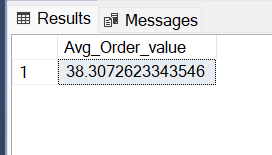 Results Messages
Avg_Order_value
1 38.3072623343546